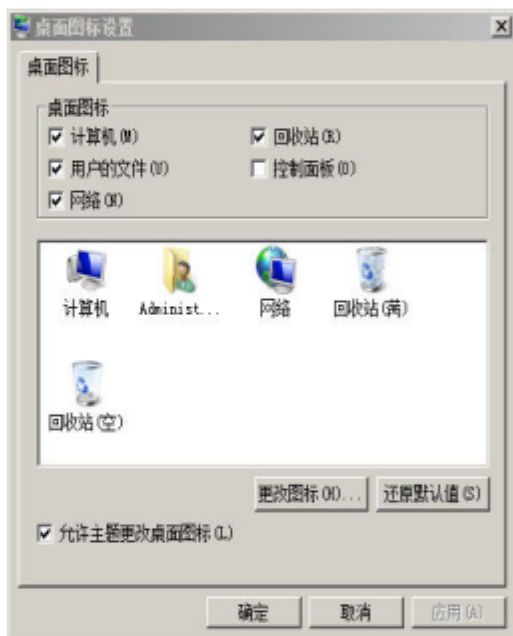 桌面图标设置
桌面图标
桌面图标
计算机(M) 回收站(R)
用户的文件(U) 控制面板(O)
网络(N)
计算机 Administ... 网络 回收站(满)
回收站(空)
更改图标(H)... 还原默认值(S)
允许主题更改桌面图标(L)
确定 取消 应用(A)